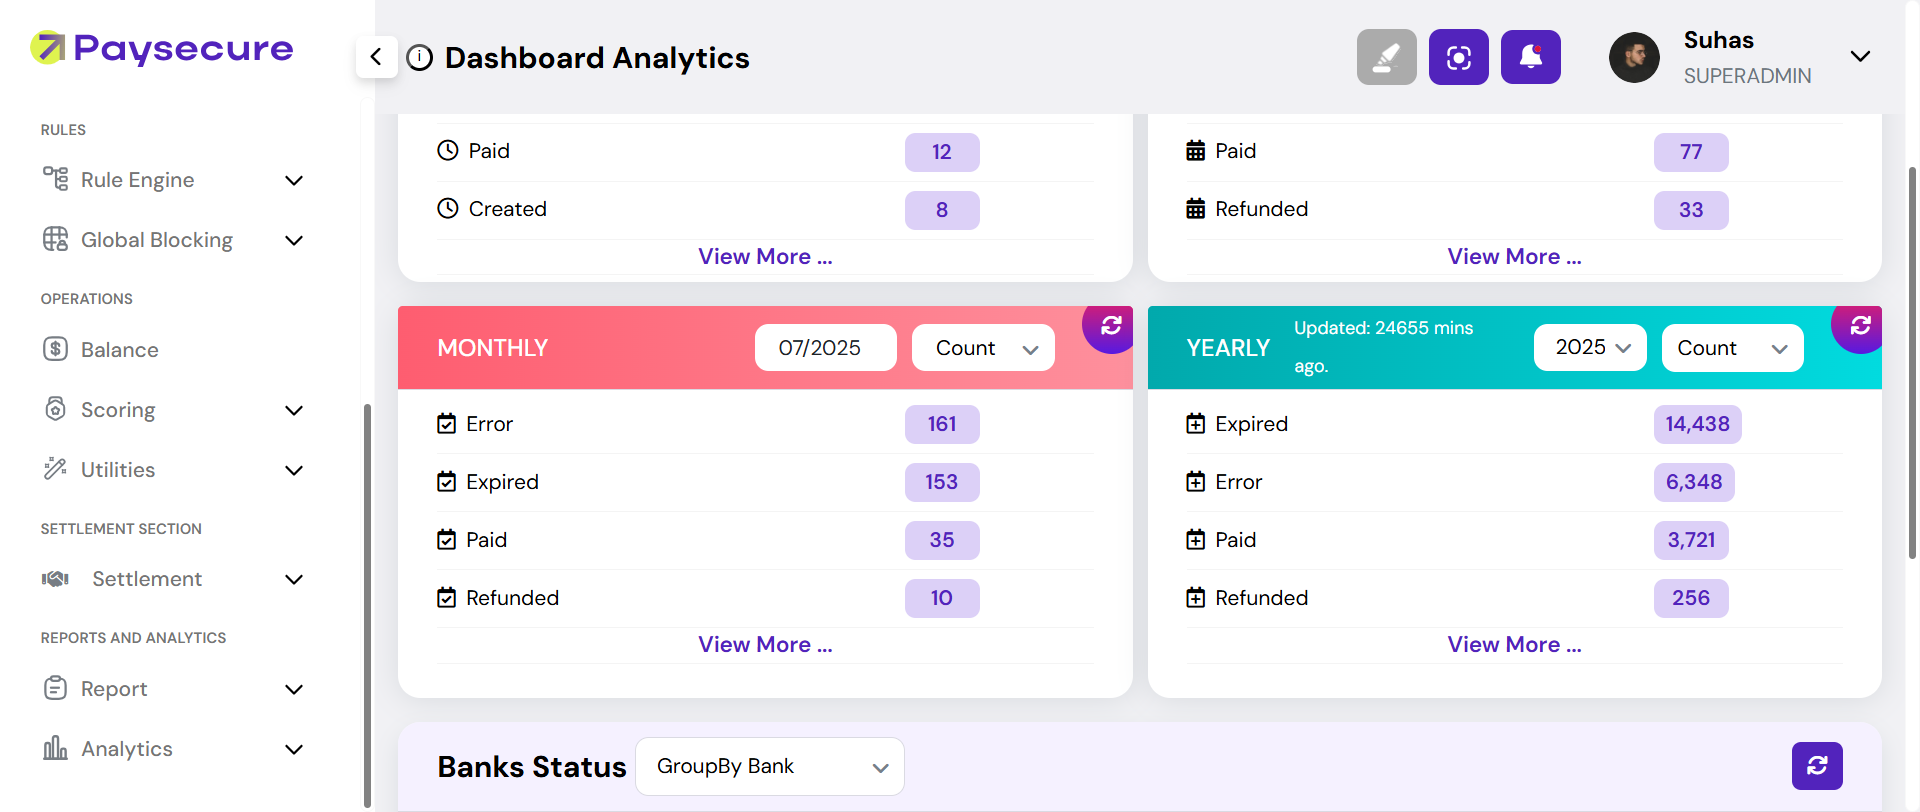 Paysecure
Dashboard Analytics
Suhas
SUPERADMIN
RULES
Rule Engine
Global Blocking
OPERATIONS
Balance
Scoring
Utilities
SETTLEMENT SECTION
Settlement
REPORTS AND ANALYTICS
Report
Analytics
Paid 12
Created 8
View More ...
Paid 77
Refunded 33
View More ...
MONTHLY 07/2025 Count
Error 161
Expired 153
Paid 35
Refunded 10
View More ...
YEARLY Updated: 24655 mins
ago. 2025 Count
Expired 14,438
Error 6,348
Paid 3,721
Refunded 256
View More ...
Banks Status GroupBy Bank